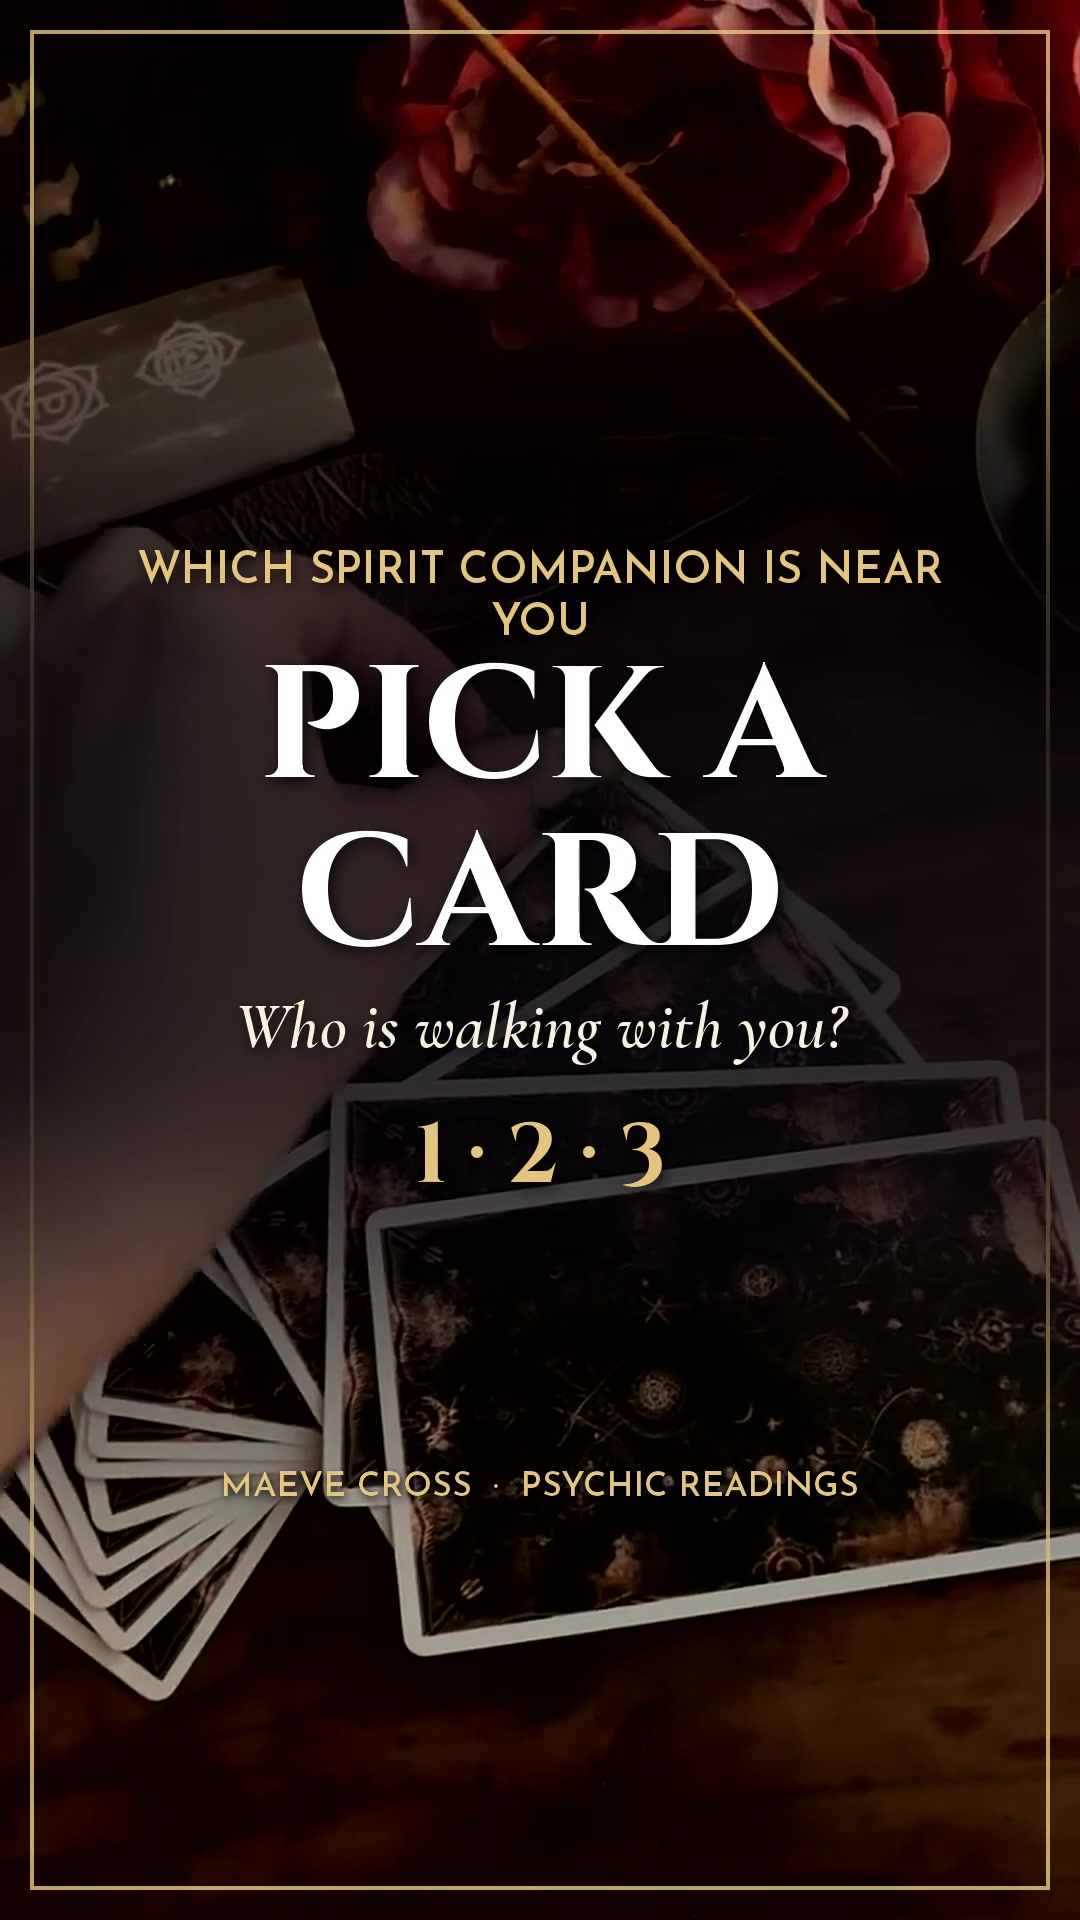 WHICH SPIRIT COMPANION IS NEAR
YOU
PICK A
CARD
Who is walking with you?
1 · 2 · 3
MAEVE CROSS · PSYCHIC READINGS